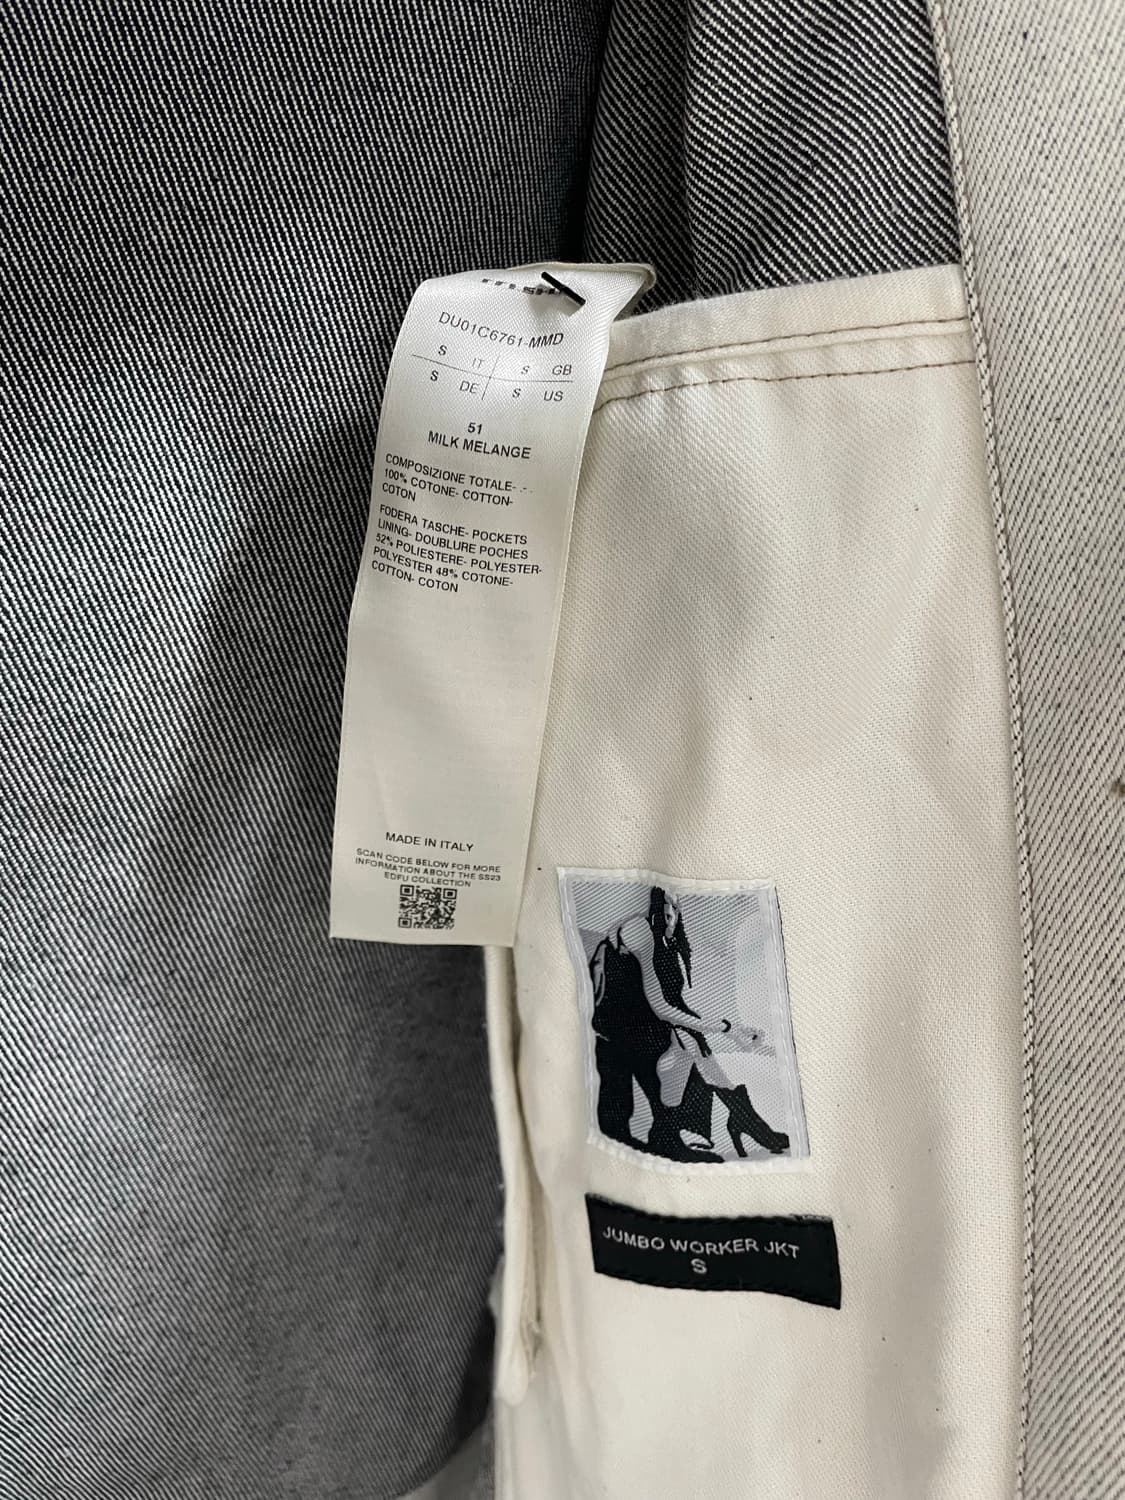 DU01C6761-MMD
S IT S GB
S DE S US
51
MILK MELANGE
COMPOSIZIONE TOTALE- .- .
100% COTONE- COTTON-
COTON
FODERA TASCHE- POCKETS
LINING- DOUBLURE POCHES
52% POLIESTERE- POLYESTER-
POLYESTER 48% COTONE-
COTTON- COTON
MADE IN ITALY
SCAN CODE BELOW FOR MORE
INFORMATION ABOUT THE SS23
EDFU COLLECTION
JUMBO WORKER JKT
S